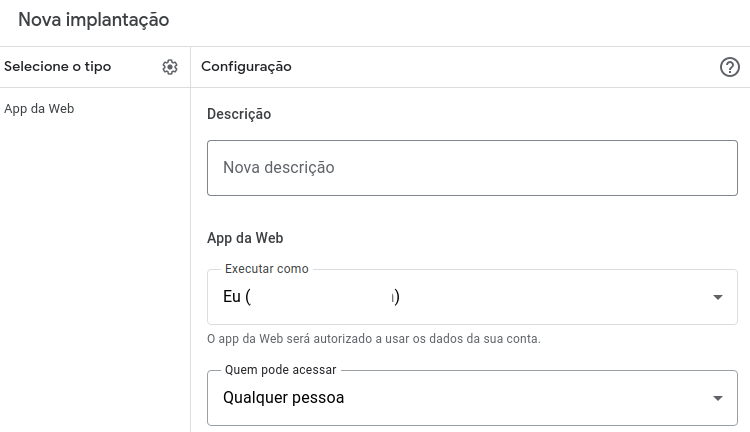 Nova implantação
Selecione o tipo
Configuração
App da Web
Descrição
Nova descrição
App da Web
Executar como
Eu ( )
O app da Web será autorizado a usar os dados da sua conta.
Quem pode acessar
Qualquer pessoa